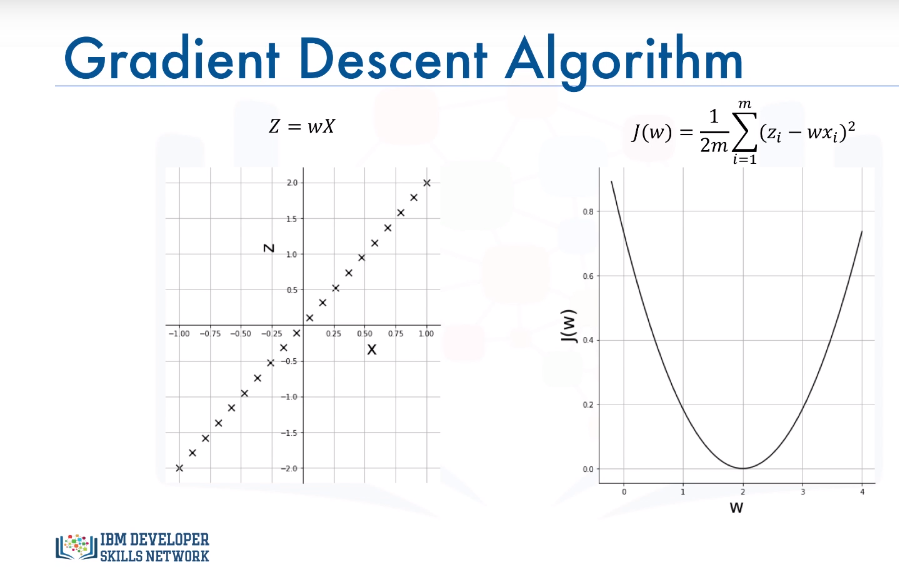 Gradient Descent Algorithm
Z = wX
J(w) = \frac{1}{2m} \sum_{i=1}^{m} (z_i − wx_i)^2
2.0
1.5
Z
1.0
0.5
−1.00 −0.75 −0.50 −0.25 0.25 0.50 0.75 1.00
X
−0.5
−1.0
−1.5
−2.0
0.8
0.6
J(w)
0.4
0.2
0.0
0 1 2 3 4
W
IBM DEVELOPER
SKILLS NETWORK